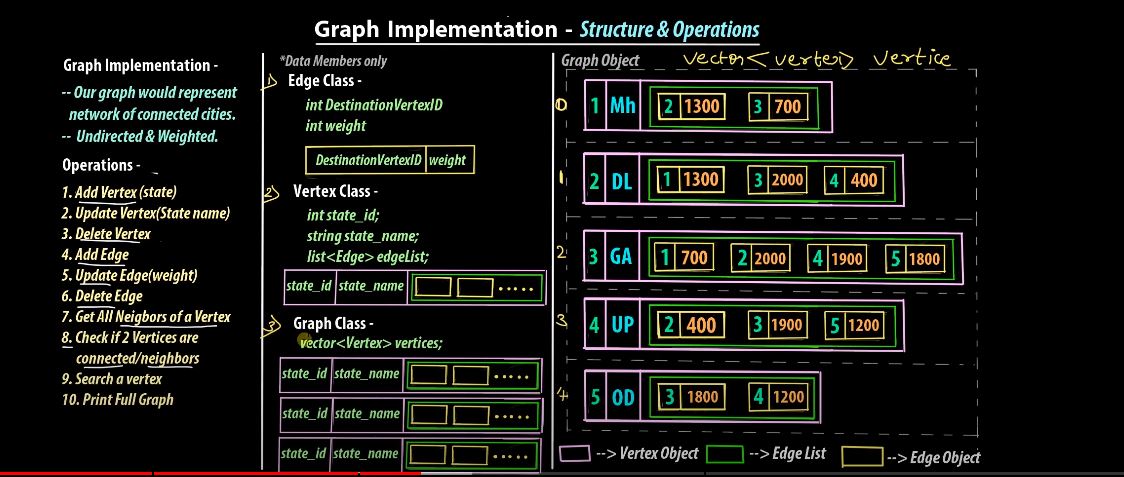 Graph Implementation - Structure & Operations
Graph Implementation -
-- Our graph would represent
network of connected cities.
-- Undirected & Weighted.
Operations -
1. Add Vertex (state)
2. Update Vertex(State name)
3. Delete Vertex
4. Add Edge
5. Update Edge(weight)
6. Delete Edge
7. Get All Neigbors of a Vertex
8. Check if 2 Vertices are
connected/neighbors
9. Search a vertex
10. Print Full Graph
*Data Members only
1) Edge Class -
int DestinationVertexID
int weight
DestinationVertexID weight
2) Vertex Class -
int state_id;
string state_name;
list<Edge> edgeList;
state_id state_name .....
3) Graph Class -
vector<Vertex> vertices;
state_id state_name .....
state_id state_name .....
state_id state_name .....
Graph Object vector<vertex> vertice
0 1 Mh 2 1300 3 700
1 2 DL 1 1300 3 2000 4 400
2 3 GA 1 700 2 2000 4 1900 5 1800
3 4 UP 2 400 3 1900 5 1200
4 5 OD 3 1800 4 1200
--> Vertex Object --> Edge List --> Edge Object